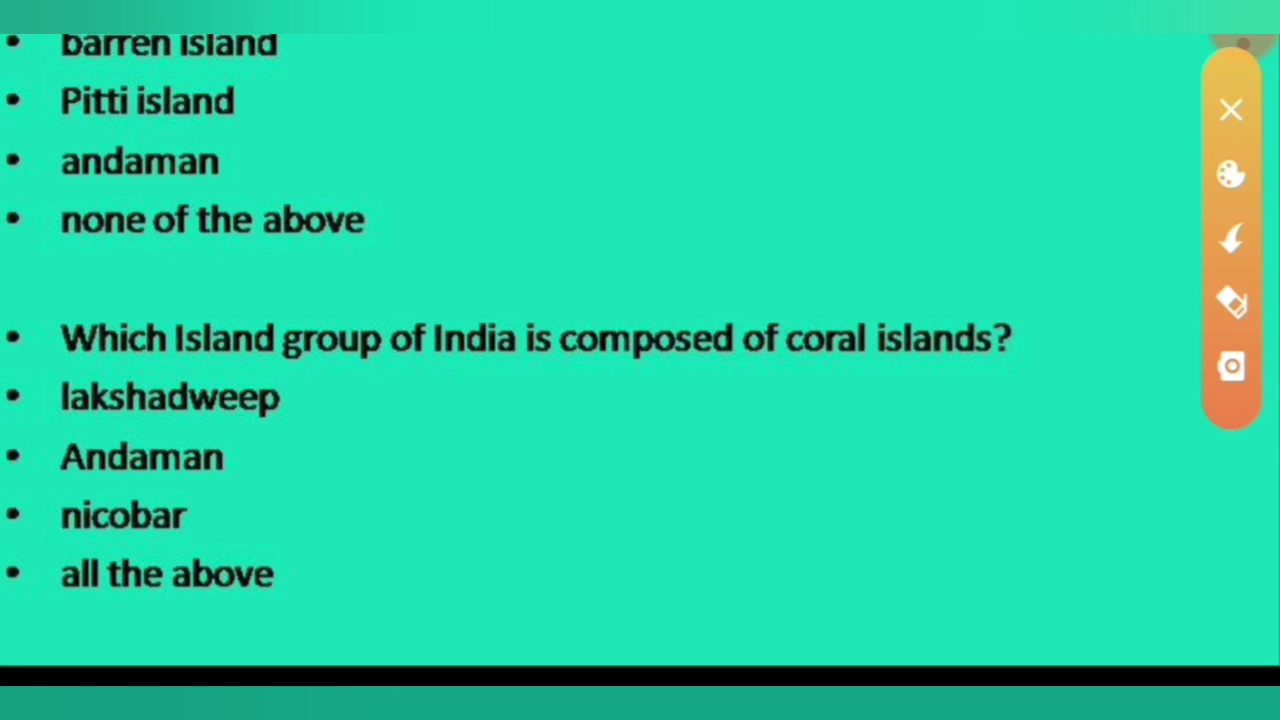 • barren island
• Pitti island
• andaman
• none of the above
• Which Island group of India is composed of coral islands?
• lakshadweep
• Andaman
• nicobar
• all the above